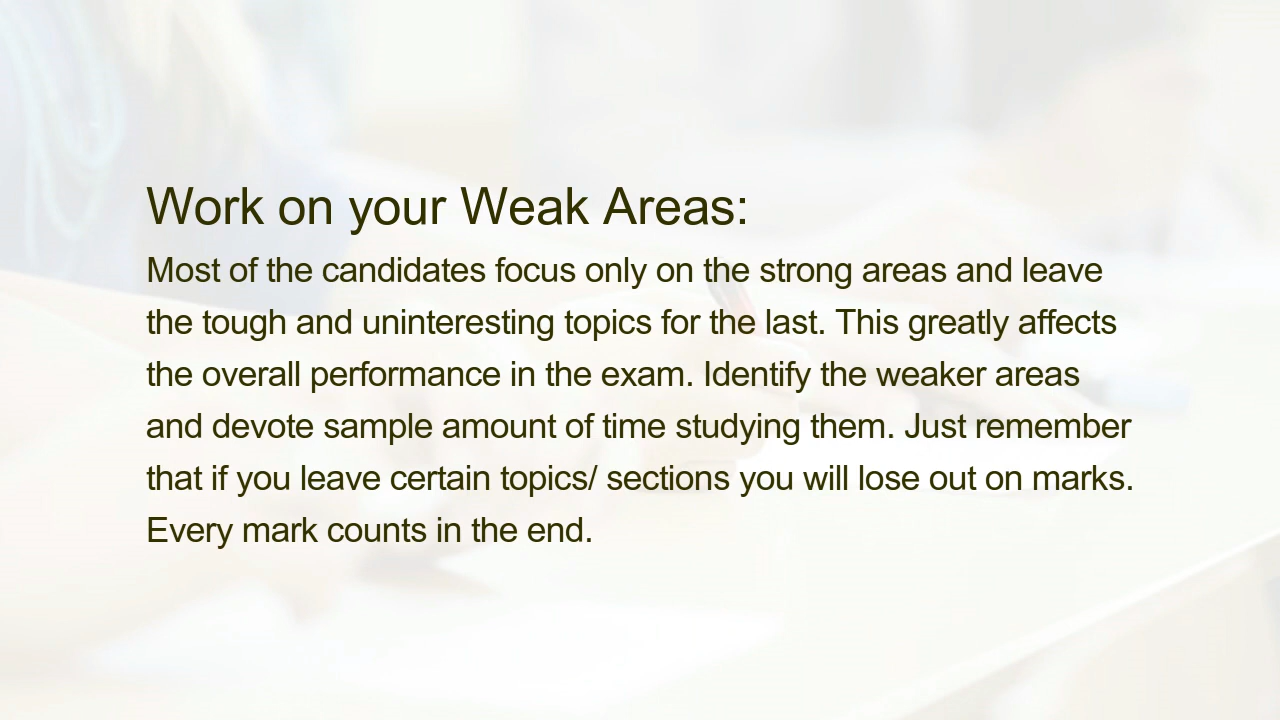 Work on your Weak Areas:
Most of the candidates focus only on the strong areas and leave
the tough and uninteresting topics for the last. This greatly affects
the overall performance in the exam. Identify the weaker areas
and devote sample amount of time studying them. Just remember
that if you leave certain topics/ sections you will lose out on marks.
Every mark counts in the end.